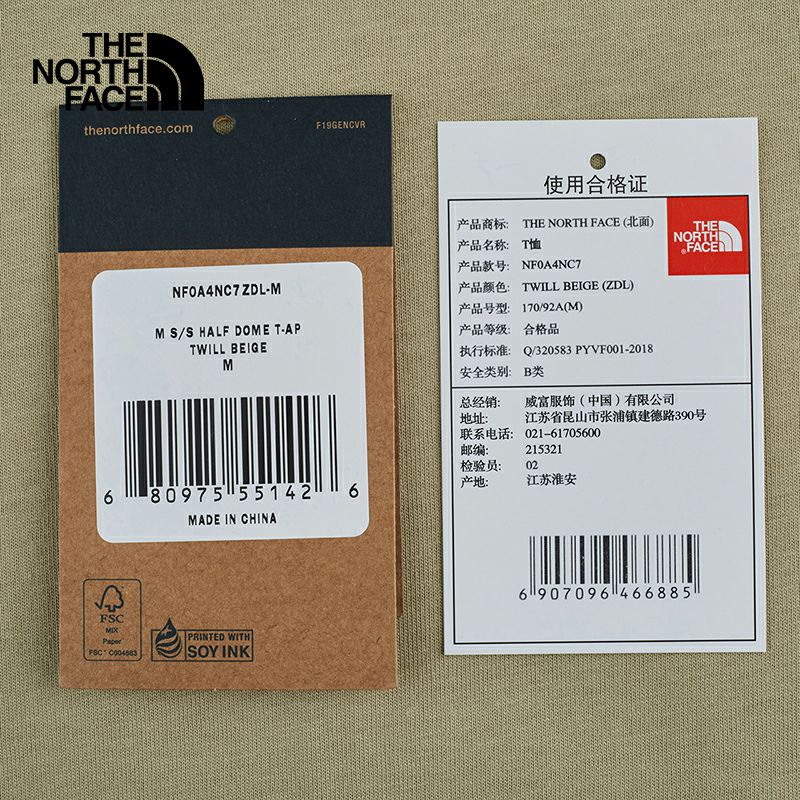 THE
NORTH
FACE
thenorthface.com
F19GENCVR
NF0A4NC7ZDL-M
M S/S HALF DOME T-AP
TWILL BEIGE
M
6 80975 55142 6
MADE IN CHINA
FSC
MIX
Paper
FSC® C004863
PRINTED WITH
SOY INK
使用合格证
产品商标: THE NORTH FACE (北面)
产品名称: T恤
产品款号: NF0A4NC7
产品颜色: TWILL BEIGE (ZDL)
产品号型: 170/92A(M)
产品等级: 合格品
执行标准: Q/320583 PYVF001-2018
安全类别: B类
THE
NORTH
FACE
总经销: 威富服饰（中国）有限公司
地址: 江苏省昆山市张浦镇建德路390号
联系电话: 021-61705600
邮编: 215321
检验员: 02
产地: 江苏淮安
6 907096 466885